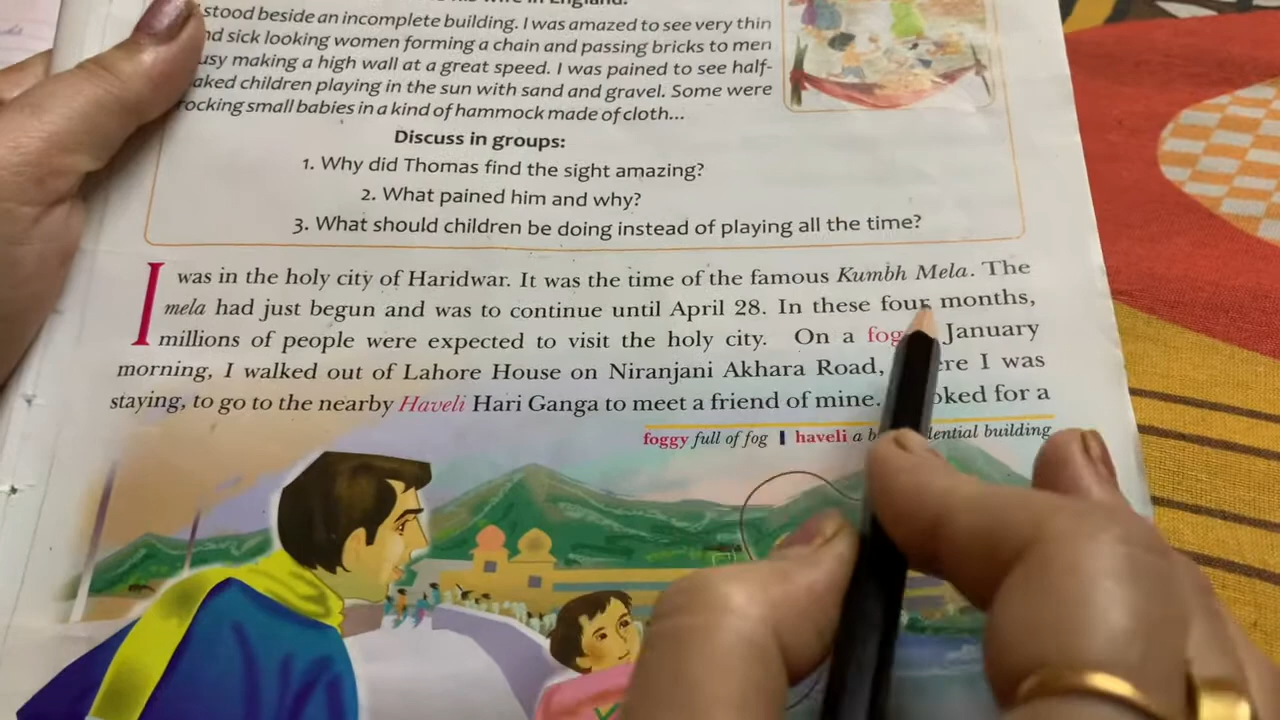 in England.
stood beside an incomplete building. I was amazed to see very thin
nd sick looking women forming a chain and passing bricks to men
usy making a high wall at a great speed. I was pained to see half-
aked children playing in the sun with sand and gravel. Some were
ocking small babies in a kind of hammock made of cloth...
Discuss in groups:
1. Why did Thomas find the sight amazing?
2. What pained him and why?
3. What should children be doing instead of playing all the time?
I was in the holy city of Haridwar. It was the time of the famous Kumbh Mela. The
mela had just begun and was to continue until April 28. In these four months,
millions of people were expected to visit the holy city. On a fog January
morning, I walked out of Lahore House on Niranjani Akhara Road, ere I was
staying, to go to the nearby Haveli Hari Ganga to meet a friend of mine. oked for a
foggy full of fog | haveli a b dential building